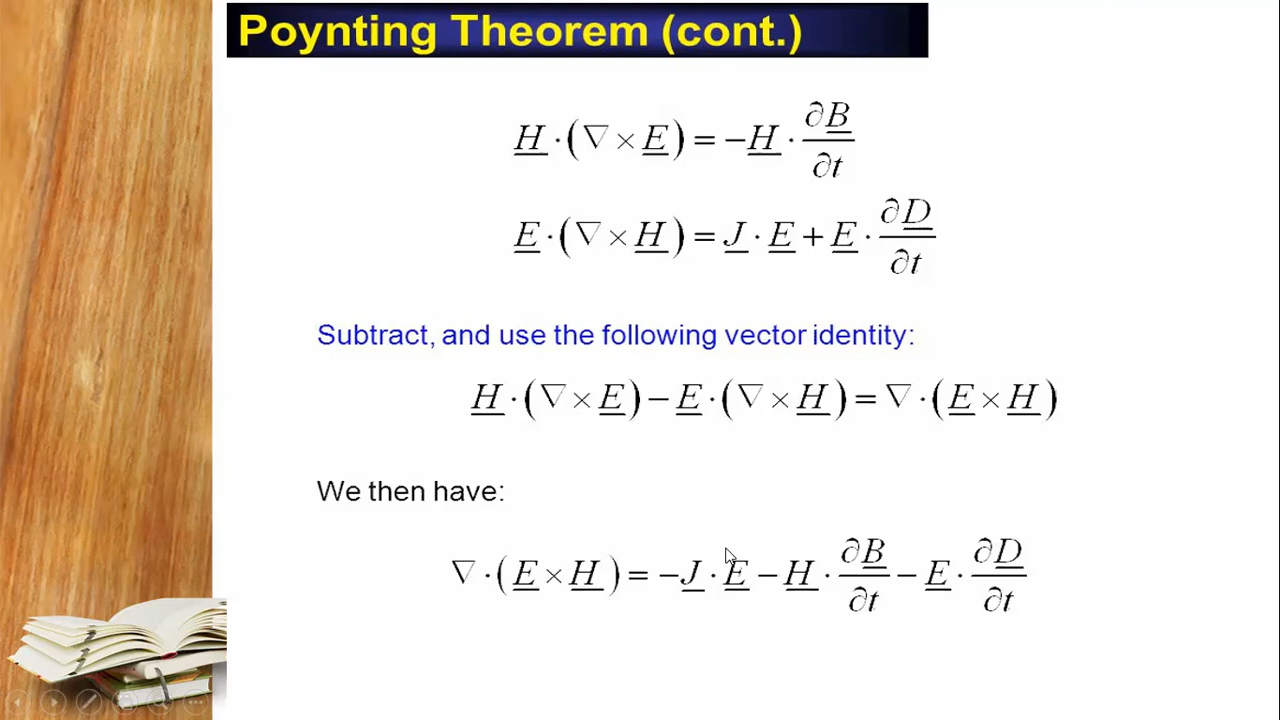 Poynting Theorem (cont.)
H̲ · (∇ × E̲) = −H̲ · ∂B̲/∂t
E̲ · (∇ × H̲) = J̲ · E̲ + E̲ · ∂D̲/∂t
Subtract, and use the following vector identity:
H̲ · (∇ × E̲) − E̲ · (∇ × H̲) = ∇ · (E̲ × H̲)
We then have:
∇ · (E̲ × H̲) = −J̲ · E̲ − H̲ · ∂B̲/∂t − E̲ · ∂D̲/∂t